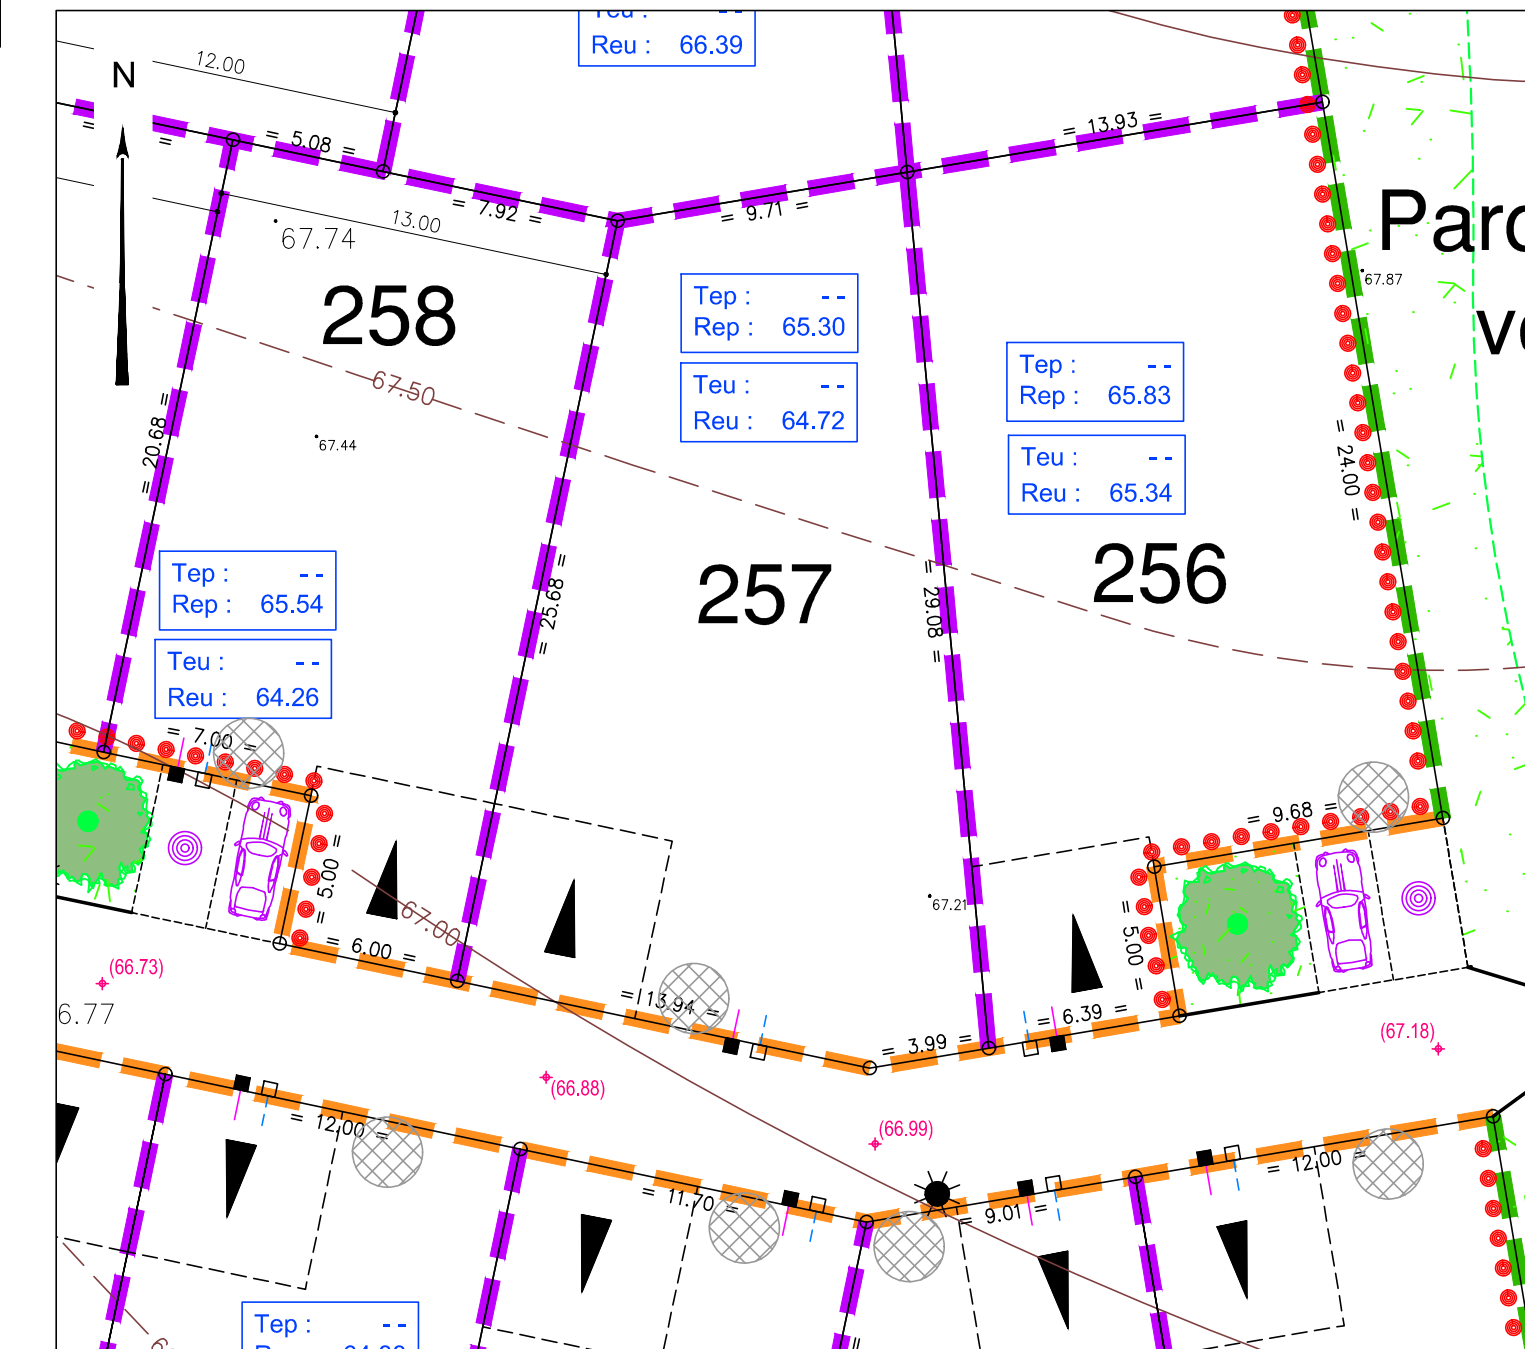 Teu : --
Reu : 66.39
12.00
N
= 5.08 =
= 13.93 =
= 7.92 =
= 9.71 =
13.00
67.74
258
67.87
Tep : --
Rep : 65.30
Teu : --
Reu : 64.72
Tep : --
Rep : 65.83
Teu : --
Reu : 65.34
67.50
67.44
= 20.68 =
= 24.00 =
256
257
= 25.68 =
= 29.08 =
Tep : --
Rep : 65.54
Teu : --
Reu : 64.26
= 7.00 =
= 5.00 =
= 9.68 =
67.21
67.00
= 5.00 =
= 6.00 =
(66.73)
6.77
= 13.94 =
= 3.99 =
= 6.39 =
(67.18)
(66.88)
(66.99)
= 12.00 =
= 11.70 =
= 9.01 =
= 12.00 =
Tep : --